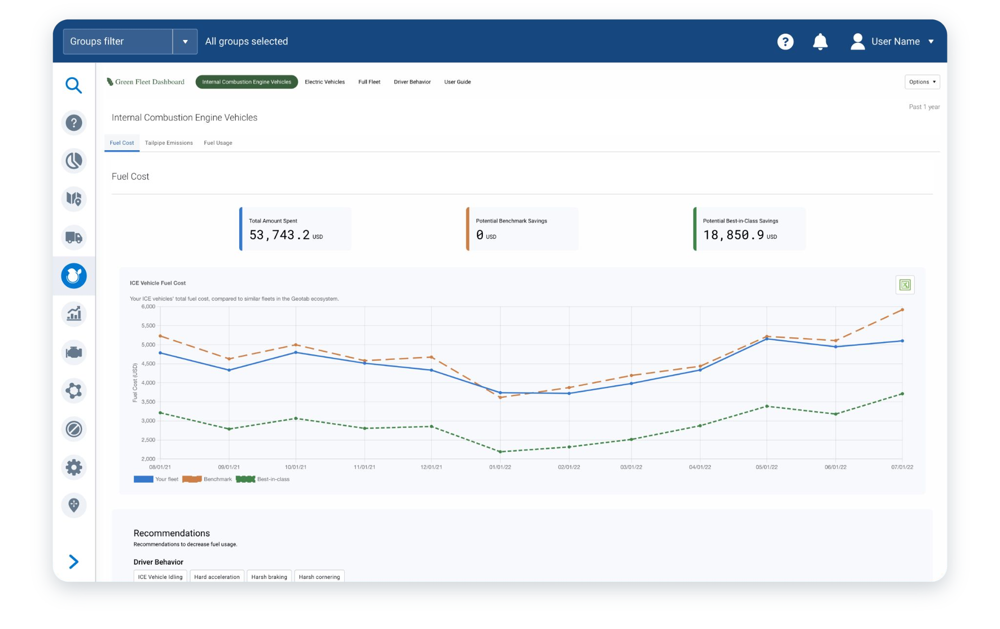 Groups filter
All groups selected
?
User Name
Green Fleet Dashboard
Internal Combustion Engine Vehicles
Electric Vehicles
Full Fleet
Driver Behavior
User Guide
Options
Past 1 year
Internal Combustion Engine Vehicles
?
Fuel Cost
Tailpipe Emissions
Fuel Usage
Fuel Cost
Total Amount Spent
53,743.2 USD
Potential Benchmark Savings
0 USD
Potential Best-in-Class Savings
18,850.9 USD
ICE Vehicle Fuel Cost
X
Your ICE vehicles' total fuel cost, compared to similar fleets in the Geotab ecosystem.
Fuel Cost (USD)
6,000
5,500
5,000
4,500
4,000
3,500
3,000
2,500
2,000
08/01/21
09/01/21
10/01/21
11/01/21
12/01/21
01/01/22
02/01/22
03/01/22
04/01/22
05/01/22
06/01/22
07/01/22
Your fleet
Benchmark
Best-in-class
Recommendations
Recommendations to decrease fuel usage.
Driver Behavior
ICE Vehicle Idling
Hard acceleration
Harsh braking
Harsh cornering